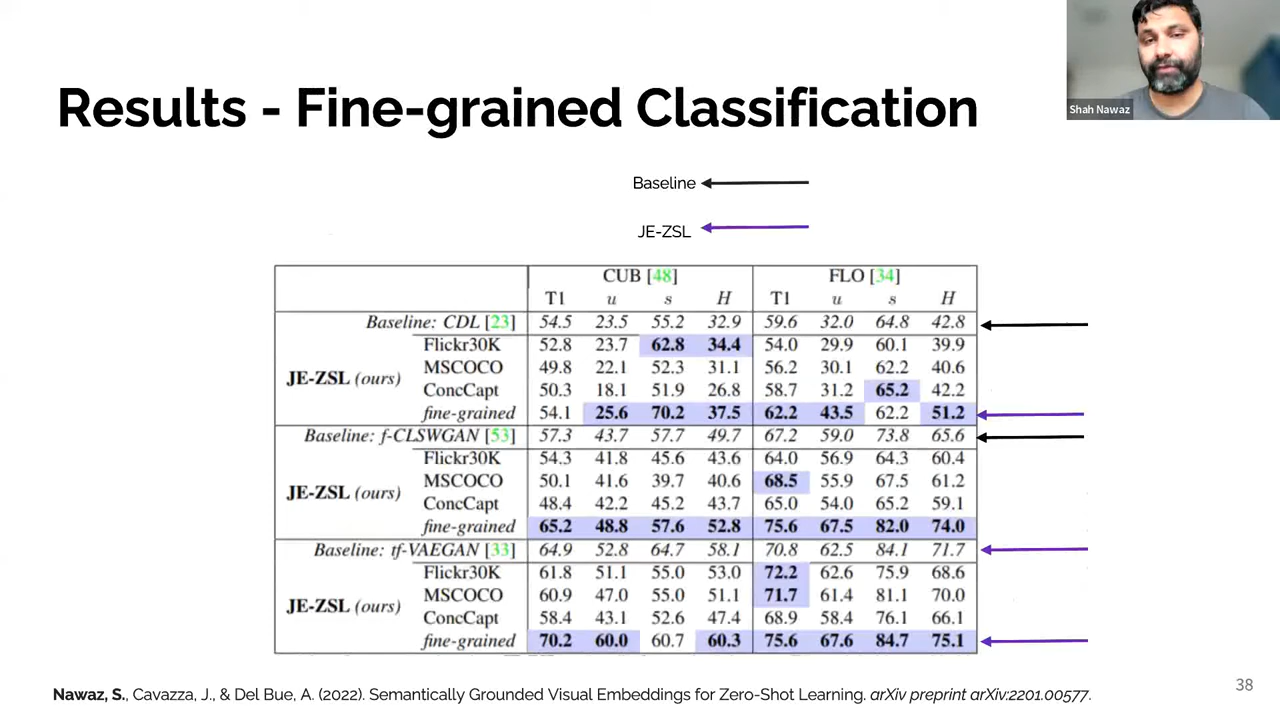 Shah Nawaz
Results - Fine-grained Classification
Baseline
JE-ZSL
CUB [48] FLO [34]
T1 u s H T1 u s H
Baseline: CDL [23] 54.5 23.5 55.2 32.9 59.6 32.0 64.8 42.8
JE-ZSL (ours)
Flickr30K 52.8 23.7 62.8 34.4 54.0 29.9 60.1 39.9
MSCOCO 49.8 22.1 52.3 31.1 56.2 30.1 62.2 40.6
ConcCapt 50.3 18.1 51.9 26.8 58.7 31.2 65.2 42.2
fine-grained 54.1 25.6 70.2 37.5 62.2 43.5 62.2 51.2
Baseline: f-CLSWGAN [53] 57.3 43.7 57.7 49.7 67.2 59.0 73.8 65.6
JE-ZSL (ours)
Flickr30K 54.3 41.8 45.6 43.6 64.0 56.9 64.3 60.4
MSCOCO 50.1 41.6 39.7 40.6 68.5 55.9 67.5 61.2
ConcCapt 48.4 42.2 45.2 43.7 65.0 54.0 65.2 59.1
fine-grained 65.2 48.8 57.6 52.8 75.6 67.5 82.0 74.0
Baseline: tf-VAEGAN [33] 64.9 52.8 64.7 58.1 70.8 62.5 84.1 71.7
JE-ZSL (ours)
Flickr30K 61.8 51.1 55.0 53.0 72.2 62.6 75.9 68.6
MSCOCO 60.9 47.0 55.0 51.1 71.7 61.4 81.1 70.0
ConcCapt 58.4 43.1 52.6 47.4 68.9 58.4 76.1 66.1
fine-grained 70.2 60.0 60.7 60.3 75.6 67.6 84.7 75.1
Nawaz, S., Cavazza, J., & Del Bue, A. (2022). Semantically Grounded Visual Embeddings for Zero-Shot Learning. arXiv preprint arXiv:2201.00577.
38